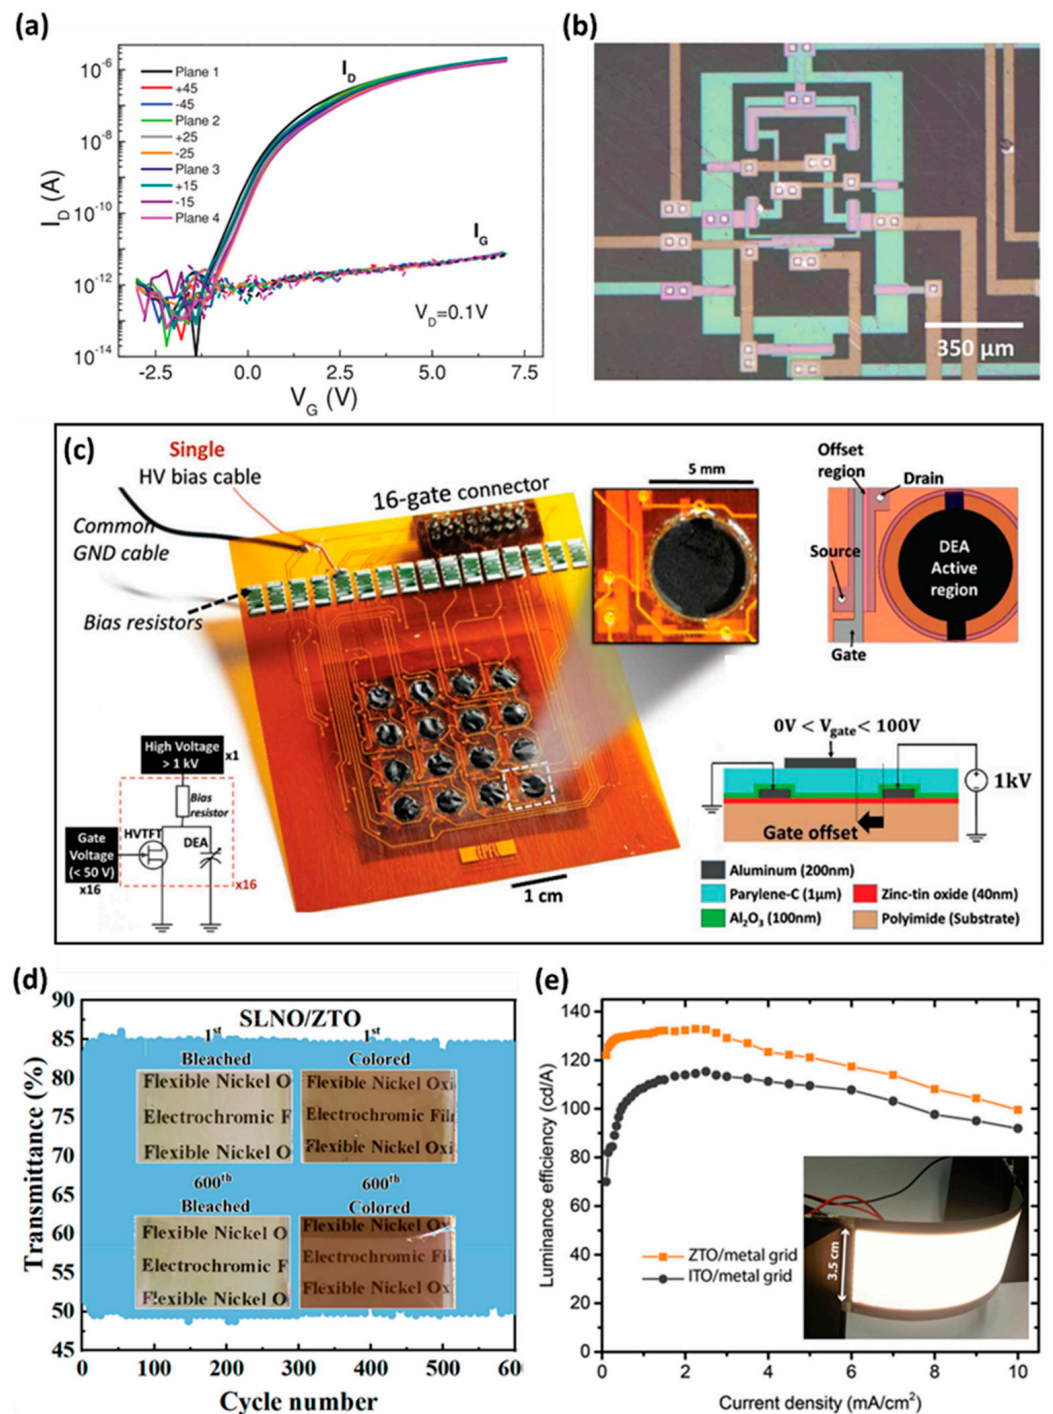 (a)
10⁻⁶
10⁻⁸
10⁻¹⁰
10⁻¹²
10⁻¹⁴
I_D (A)
Plane 1
+45
-45
Plane 2
+25
-25
Plane 3
+15
-15
Plane 4
I_D
I_G
V_D=0.1V
-2.5
0.0
2.5
5.0
7.5
V_G (V)
(b)
350 µm
(c)
Single
HV bias cable
Common
GND cable
Bias resistors
16-gate connector
5 mm
Offset
region
Drain
Source
DEA
Active
region
Gate
High Voltage
> 1 kV
x1
Bias
resistor
HVTFT
DEA
Gate
Voltage
(< 50 V)
x16
x16
EPFL
1 cm
0V < V_gate < 100V
1kV
Gate offset
Aluminum (200nm)
Parylene-C (1µm)
Zinc-tin oxide (40nm)
Al₂O₃ (100nm)
Polyimide (Substrate)
(d)
90
85
80
75
70
65
60
55
50
45
Transmittance (%)
SLNO/ZTO
1st
1st
Bleached
Colored
Flexible Nickel O
Flexible Nickel Oxi
Electrochromic F
Electrochromic Fil
Flexible Nickel O
Flexible Nickel Oxi
600th
600th
Bleached
Colored
Flexible Nickel O
Flexible Nickel Ox
Electrochromic F
Electrochromic Fil
Flexible Nickel O
Flexible Nickel Ox
0
100
200
300
400
500
600
Cycle number
(e)
140
120
100
80
60
40
20
0
Luminance efficiency (cd/A)
ZTO/metal grid
ITO/metal grid
3.5 cm
0
2
4
6
8
10
Current density (mA/cm²)